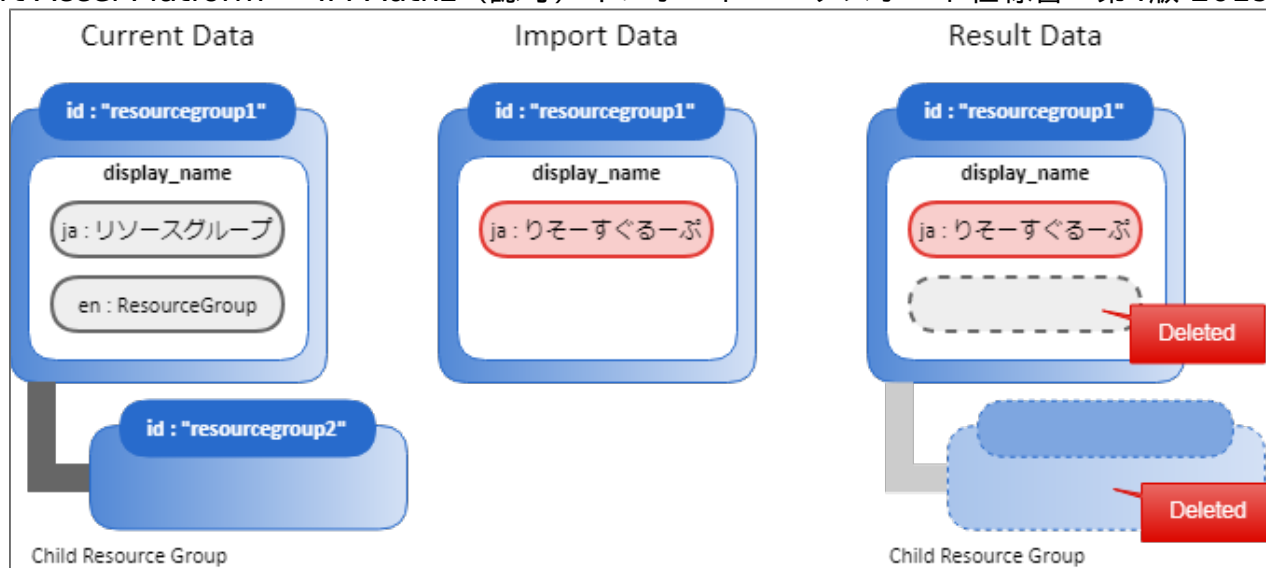 Current Data
Import Data
Result Data
id : "resourcegroup1"
id : "resourcegroup1"
id : "resourcegroup1"
display_name
display_name
display_name
ja : リソースグループ
ja : りそーすぐるーぷ
ja : りそーすぐるーぷ
en : ResourceGroup
Deleted
id : "resourcegroup2"
Deleted
Child Resource Group
Child Resource Group